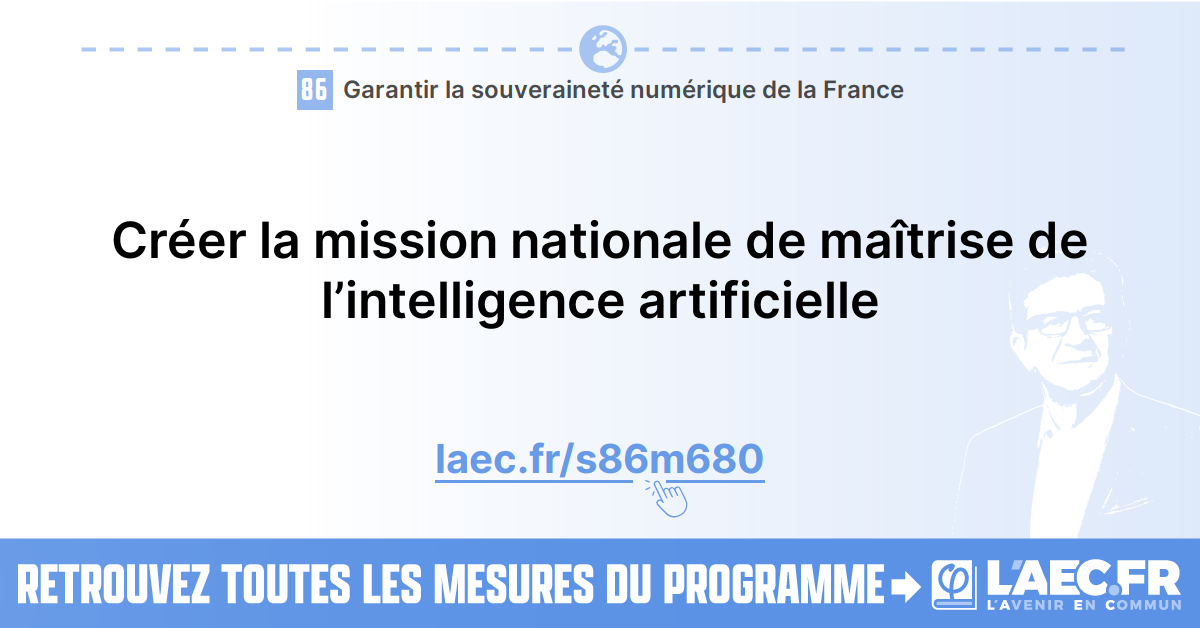 86 Garantir la souveraineté numérique de la France
Créer la mission nationale de maîtrise de
l’intelligence artificielle
laec.fr/s86m680
RETROUVEZ TOUTES LES MESURES DU PROGRAMME
φ L'AEC.FR
L'AVENIR EN COMMUN